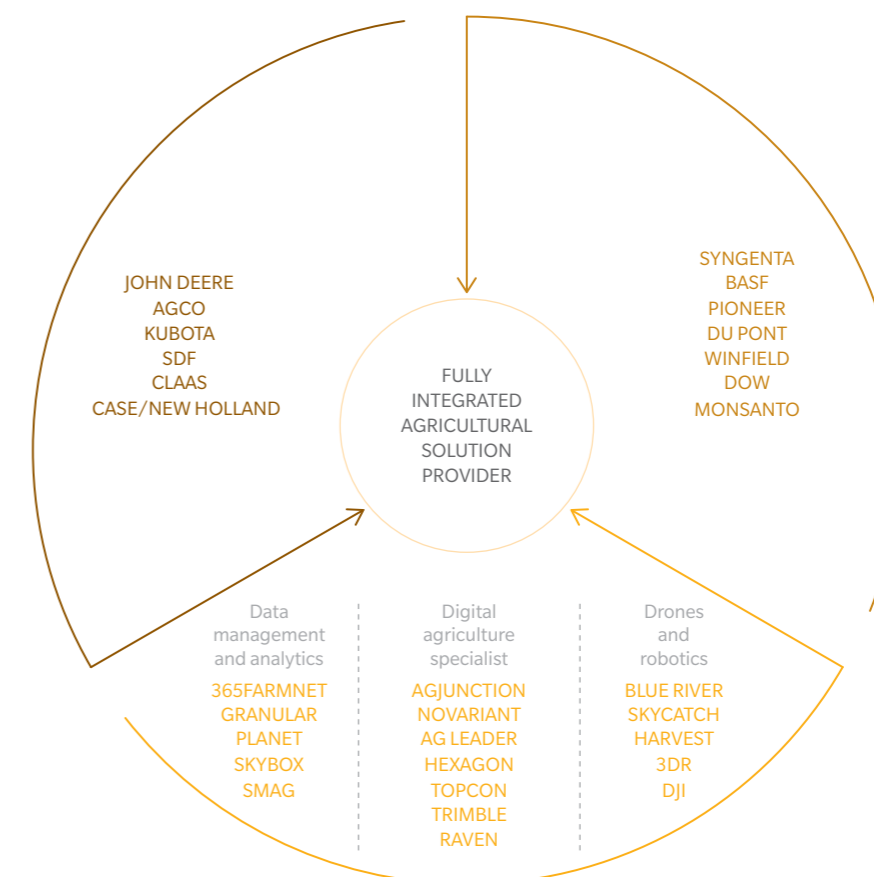 JOHN DEERE
AGCO
KUBOTA
SDF
CLAAS
CASE/NEW HOLLAND
FULLY
INTEGRATED
AGRICULTURAL
SOLUTION
PROVIDER
SYNGENTA
BASF
PIONEER
DU PONT
WINFIELD
DOW
MONSANTO
Data
management
and analytics
365FARMNET
GRANULAR
PLANET
SKYBOX
SMAG
Digital
agriculture
specialist
AGJUNCTION
NOVARIANT
AG LEADER
HEXAGON
TOPCON
TRIMBLE
RAVEN
Drones
and
robotics
BLUE RIVER
SKYCATCH
HARVEST
3DR
DJI